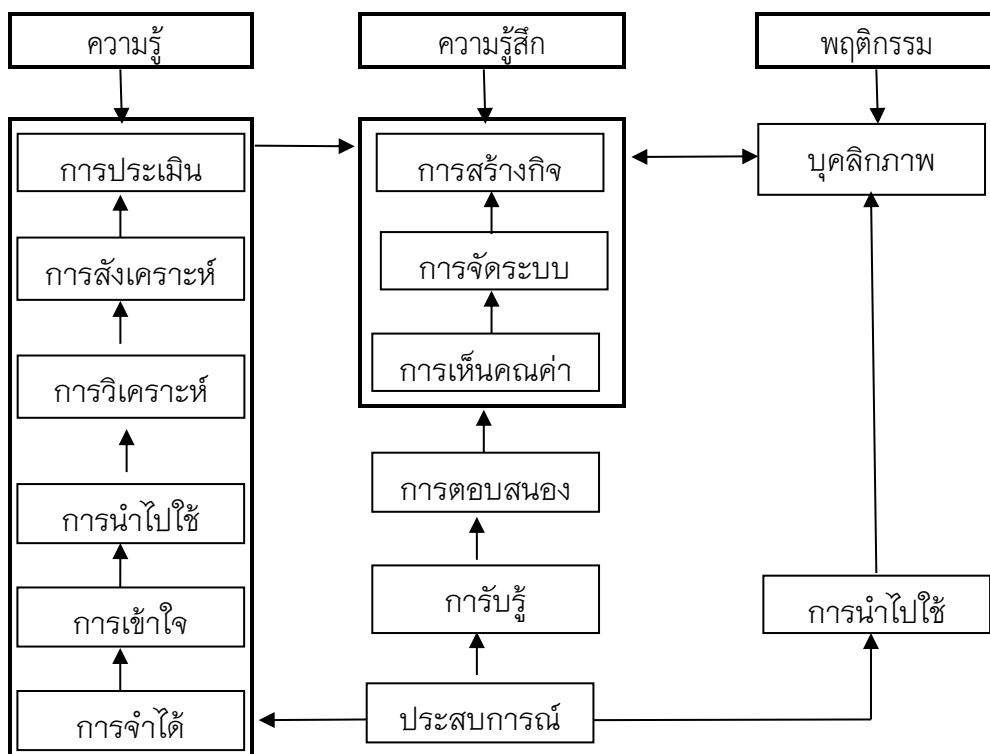 ความรู้
ความรู้สึก
พฤติกรรม
การประเมิน
การสังเคราะห์
การวิเคราะห์
การนำไปใช้
การเข้าใจ
การจำได้
การสร้างกิจ
การจัดระบบ
การเห็นคณค่า
การตอบสนอง
การับรู้
ประสบการณ์
บุคลิกภาพ
การนำไปใช้